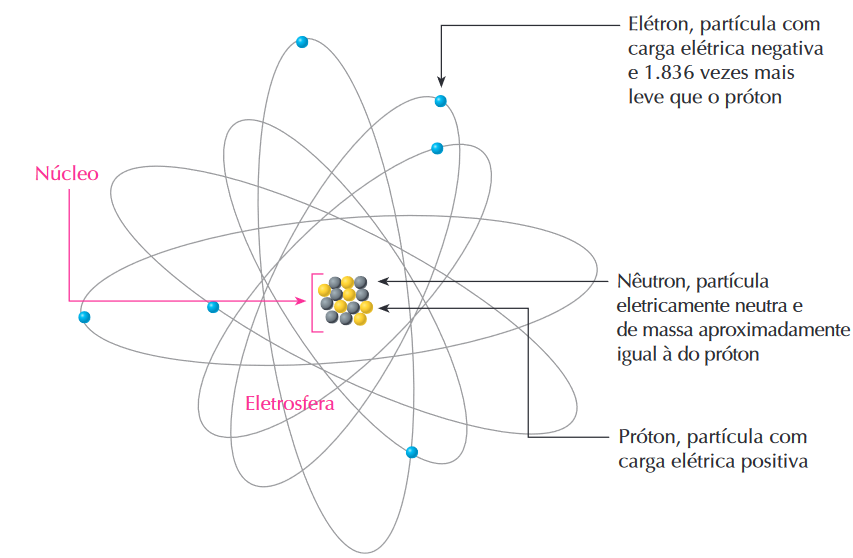 Elétron, partícula com
carga elétrica negativa
e 1.836 vezes mais
leve que o próton
Núcleo
Nêutron, partícula
eletricamente neutra e
de massa aproximadamente
igual à do próton
Eletrosfera
Próton, partícula com
carga elétrica positiva